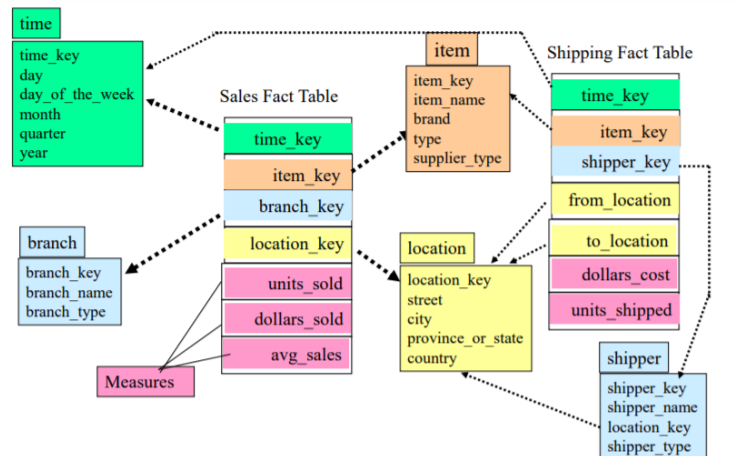 time
time_key
day
day_of_the_week
month
quarter
year
Sales Fact Table
time_key
item_key
branch_key
location_key
units_sold
dollars_sold
avg_sales
Measures
branch
branch_key
branch_name
branch_type
item
item_key
item_name
brand
type
supplier_type
location
location_key
street
city
province_or_state
country
Shipping Fact Table
time_key
item_key
shipper_key
from_location
to_location
dollars_cost
units_shipped
shipper
shipper_key
shipper_name
location_key
shipper_type